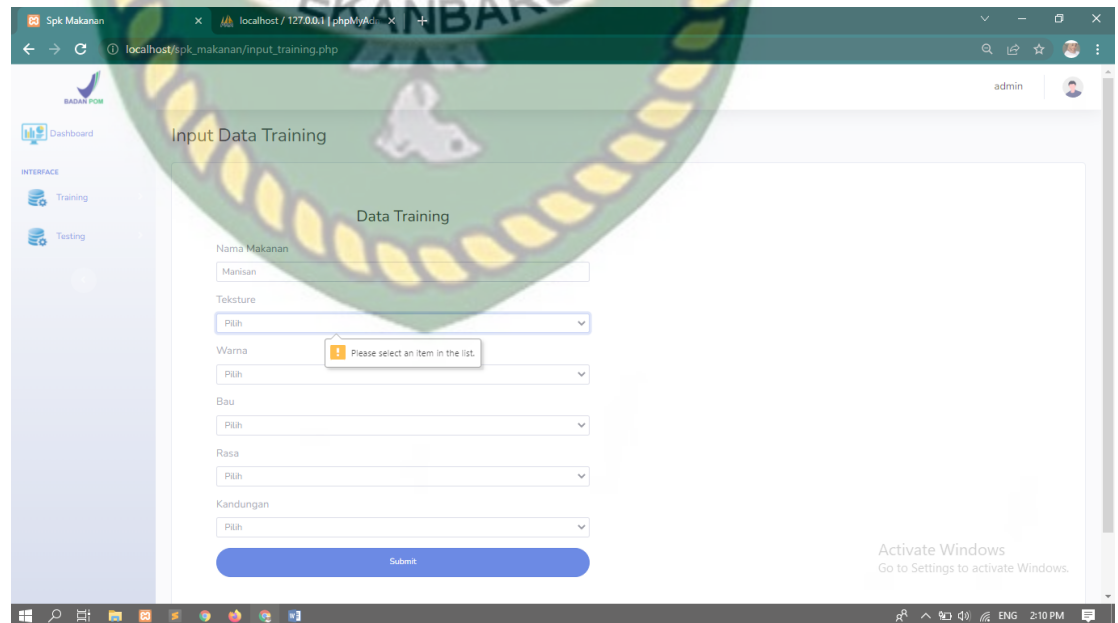 Spk Makanan
localhost / 127.0.0.1 | phpMyAd
EKANBAR
localhost/spk_makanan/input_training.php
BADAN POM
admin
Dashboard
Input Data Training
INTERFACE
Training
Testing
Data Training
Nama Makanan
Manisan
Teksture
Pilih
Please select an item in the list.
Warna
Pilih
Bau
Pilih
Rasa
Pilih
Kandungan
Pilih
Submit
Activate Windows
Go to Settings to activate Windows.
ENG
2:10 PM